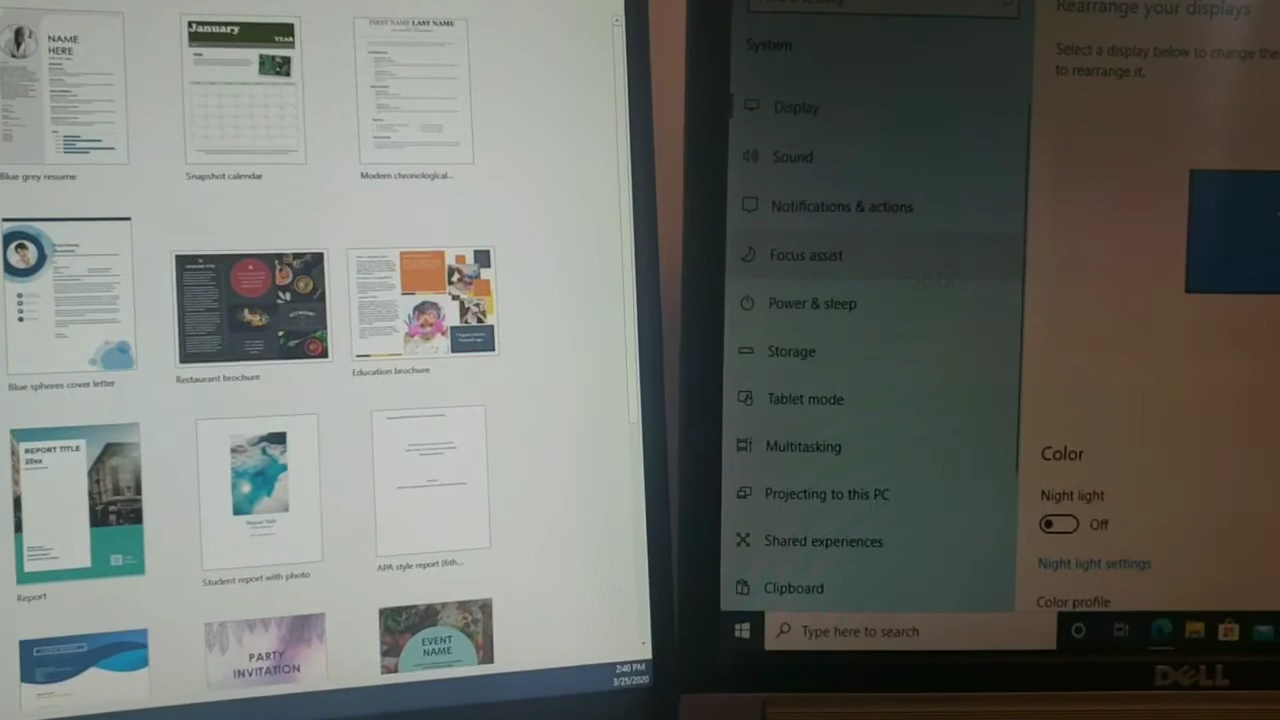 NAME
HERE
January
YEAR
FIRST NAME LAST NAME
Blue grey resume
Snapshot calendar
Modern chronological...
Blue spheres cover letter
Restaurant brochure
Education brochure
REPORT TITLE
20xx
Report
Student report with photo
APA style report (6th...
PARTY
INVITATION
EVENT
NAME
2:40 PM
3/25/2020
System
Display
Sound
Notifications & actions
Focus assist
Power & sleep
Storage
Tablet mode
Multitasking
Projecting to this PC
Shared experiences
Clipboard
Type here to search
Rearrange your displays
Select a display below to change the
to rearrange it.
Color
Night light
Off
Night light settings
Color profile
DELL